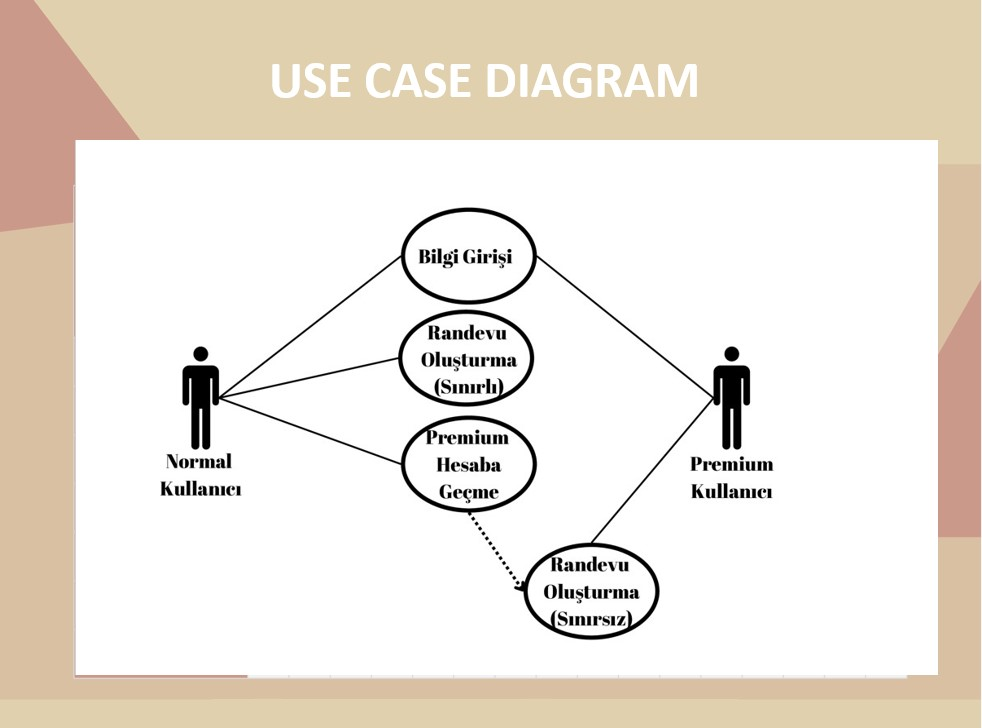 USE CASE DIAGRAM
Bilgi Girişi
Randevu
Oluşturma
(Sınırlı)
Premium
Hesaba
Geçme
Normal
Kullanıcı
Premium
Kullanıcı
Randevu
Oluşturma
(Sınırsız)